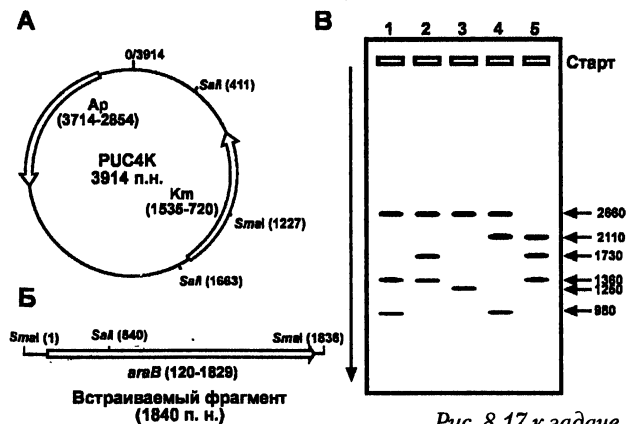 А
0/3914
SalI (411)
Ap
(3714-2854)
PUC4K
3914 п.н.
Km
(1535-720)
SmaI (1227)
SalI (1663)
Б
SmaI (1)
SalI (840)
SmaI (1836)
araB (120-1829)
Встраиваемый фрагмент
(1840 п. н.)
В
1 2 3 4 5
Старт
2660
2110
1730
1360
1250
980
Рис. 8.17 к задаче